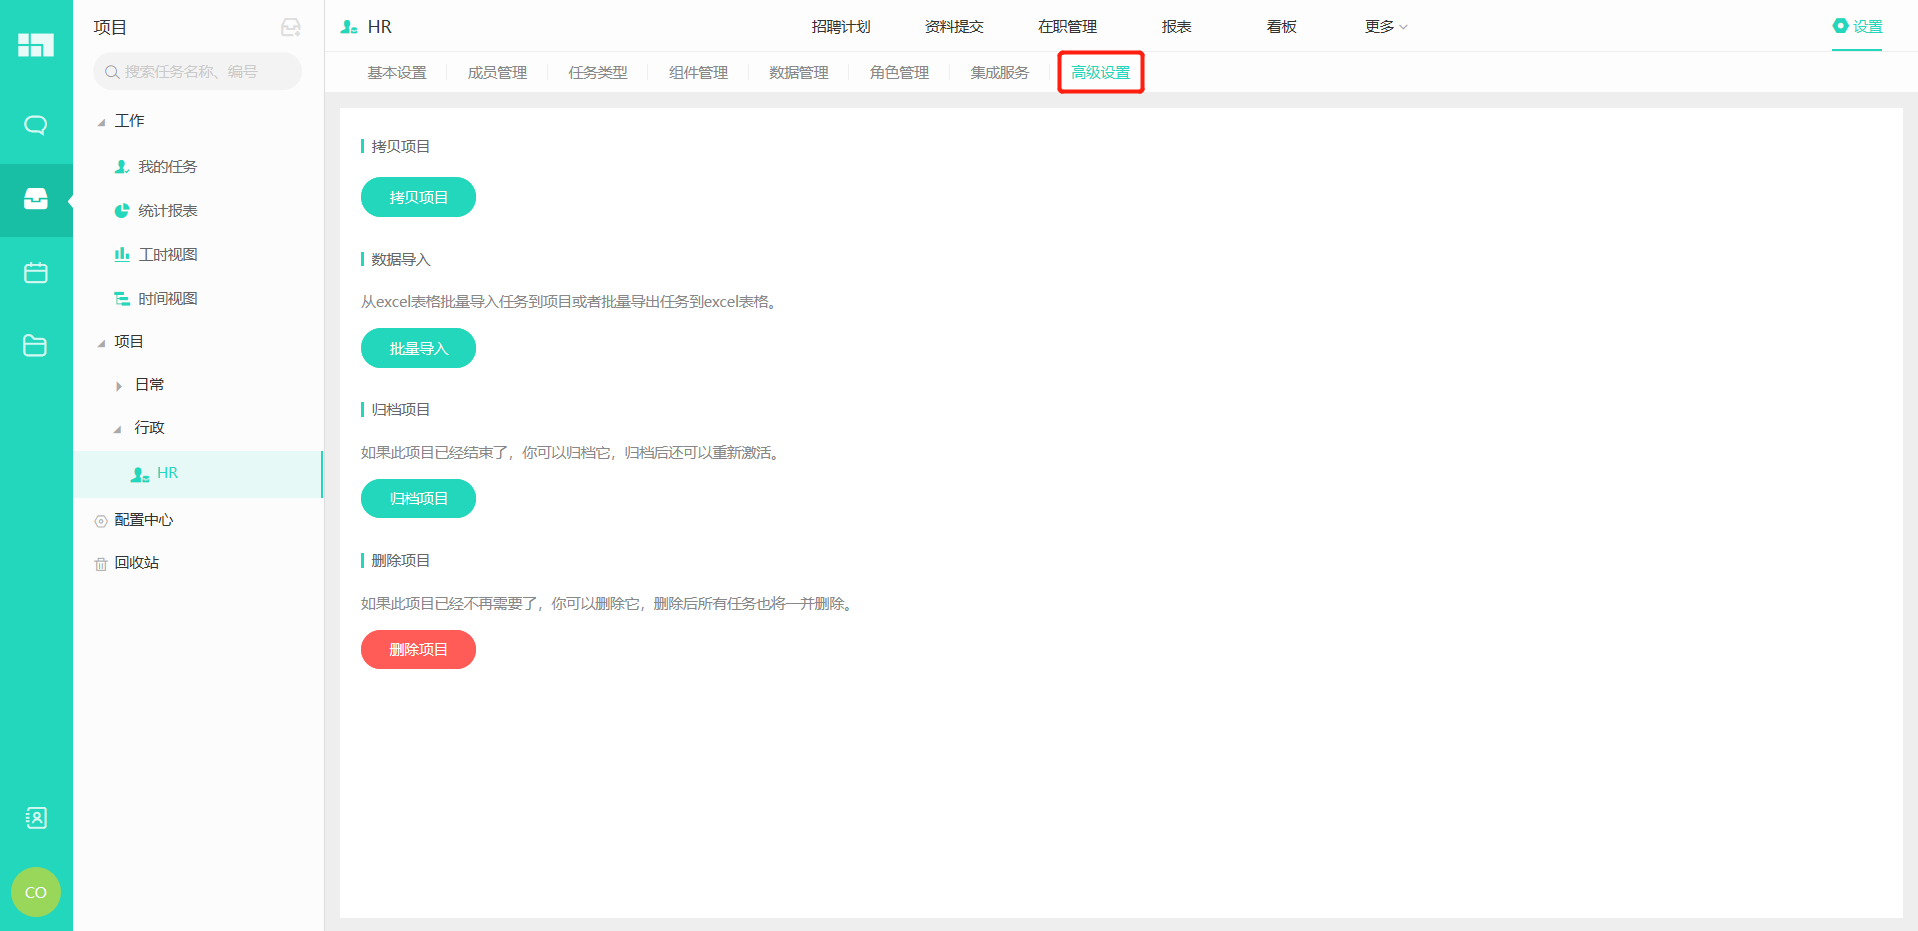 项目
搜索任务名称、编号
工作
我的任务
统计报表
工时视图
时间视图
项目
日常
行政
HR
配置中心
回收站
CO
HR
招聘计划 资料提交 在职管理 报表 看板 更多
设置
基本设置 成员管理 任务类型 组件管理 数据管理 角色管理 集成服务 高级设置
拷贝项目
拷贝项目
数据导入
从excel表格批量导入任务到项目或者批量导出任务到excel表格。
批量导入
归档项目
如果此项目已经结束了，你可以归档它，归档后还可以重新激活。
归档项目
删除项目
如果此项目已经不再需要了，你可以删除它，删除后所有任务也将一并删除。
删除项目